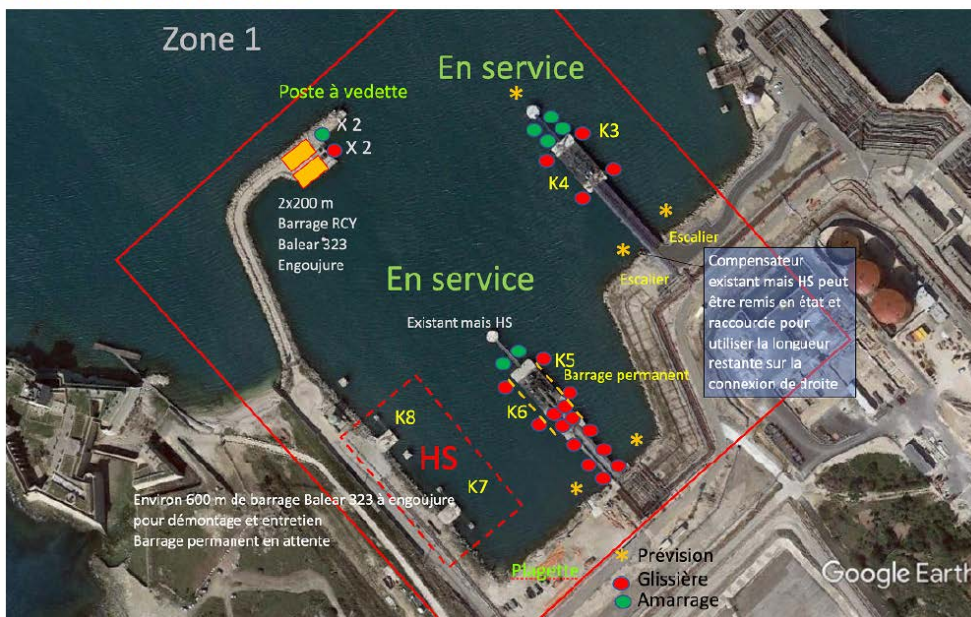 Zone 1
En service
Poste à vedette
X 2
X 2
K3
K4
2x200 m
Barrage RCY
Balear 323
Engoujure
Escalier
Escalier
Compensateur
existant mais HS peut
être remis en état et
raccourcie pour
utiliser la longueur
restante sur la
connexion de droite
En service
Existant mais HS
K5
Barrage permanent
K6
K8
HS
K7
Environ 600 m de barrage Balear 323 à engoujure
pour démontage et entretien
Barrage permanent en attente
Plagette
Prévision
Glissière
Amarrage
Google Earth